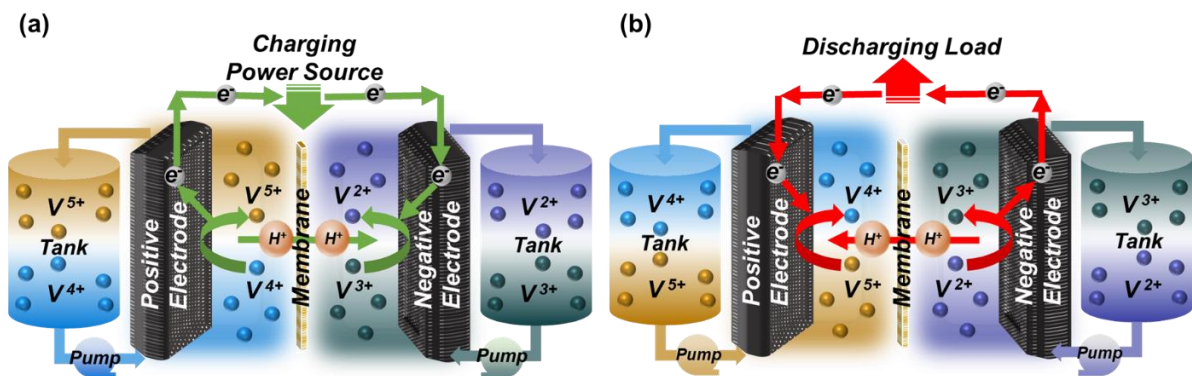 (a)
Charging
Power Source
e-
e-
e-
e-
V5+
Tank
V4+
Pump
Positive
Electrode
V5+
V4+
H+
H+
Membrane
V2+
V3+
Negative
Electrode
V2+
Tank
V3+
Pump
(b)
Discharging Load
e-
e-
e-
e-
V4+
Tank
V5+
Pump
Positive
Electrode
V4+
V5+
H+
H+
Membrane
V3+
V2+
Negative
Electrode
V3+
Tank
V2+
Pump